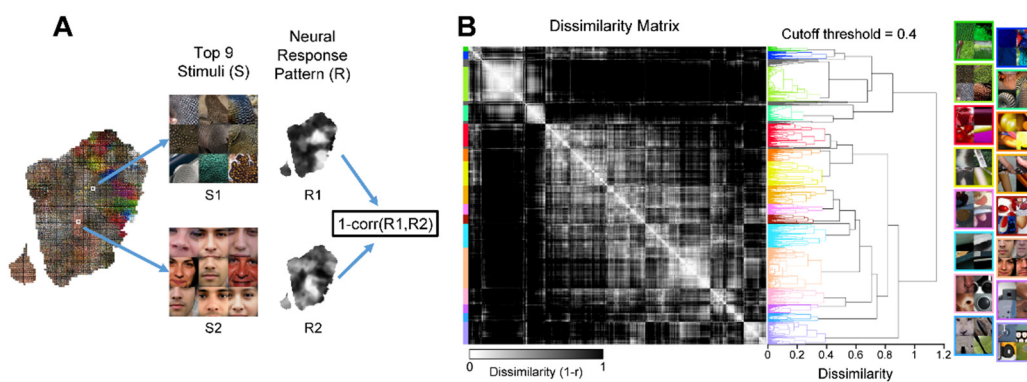 A
Top 9
Stimuli (S)
Neural
Response
Pattern (R)
S1
R1
1-corr(R1,R2)
S2
R2
B
Dissimilarity Matrix
Cutoff threshold = 0.4
0
1
Dissimilarity (1-r)
0 0.2 0.4 0.6 0.8 1 1.2
Dissimilarity